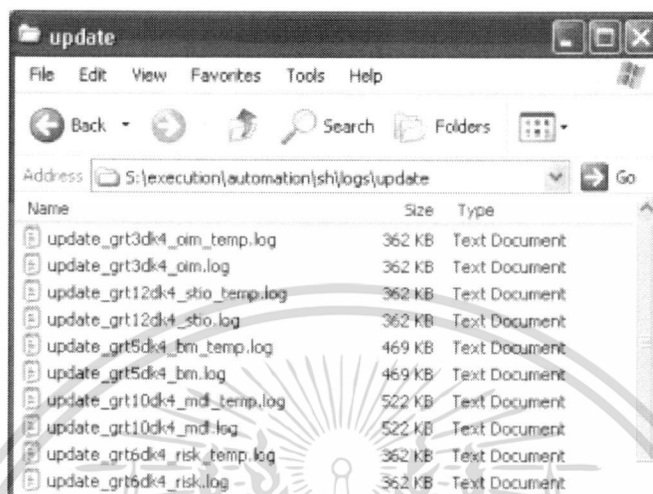 update
File Edit View Favorites Tools Help
Back Search Folders
Address S:\execution\automation\sh\logs\update Go
Name Size Type
update_grt3dk4_oim_temp.log 362 KB Text Document
update_grt3dk4_oim.log 362 KB Text Document
update_grt12dk4_stio_temp.log 362 KB Text Document
update_grt12dk4_stio.log 362 KB Text Document
update_grt5dk4_bm_temp.log 469 KB Text Document
update_grt5dk4_bm.log 469 KB Text Document
update_grt10dk4_mdl_temp.log 522 KB Text Document
update_grt10dk4_mdl.log 522 KB Text Document
update_grt6dk4_risk_temp.log 362 KB Text Document
update_grt6dk4_risk.log 362 KB Text Document